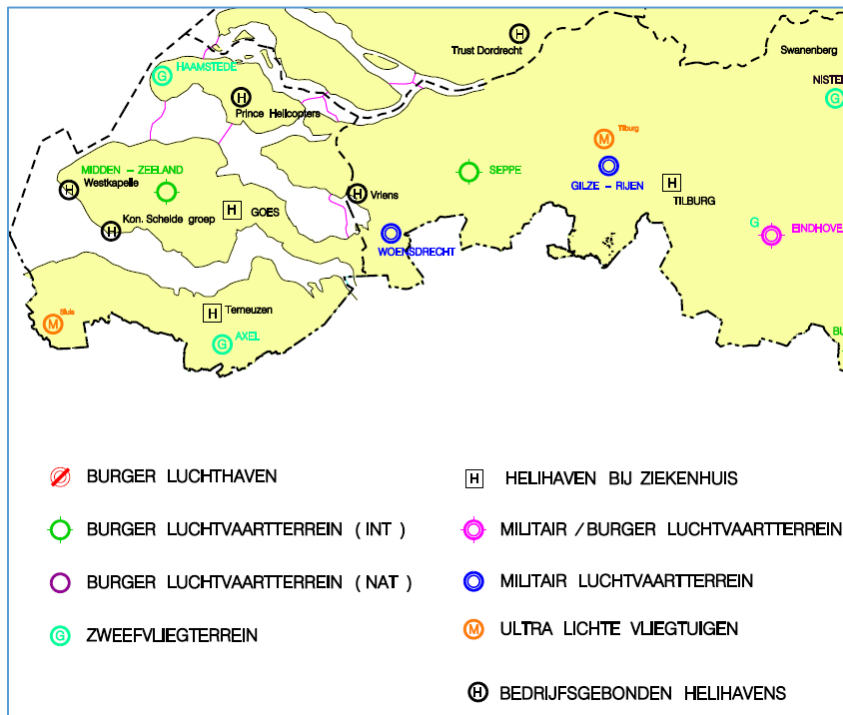 H
Trust Dordrecht
Swanenberg
HAAMSTEDE
G
NISTE
G
H
Prince Helicopters
M
Tilburg
MIDDEN - ZEELAND
SEPPE
GILZE - RIJEN
H
TILBURG
H
Westkapelle
H
Vriens
H
GOES
Kon. Schelde groep
H
G
EINDHOVE
WOENSDRECHT
H
Terneuzen
M
Sluis
G
AXEL
BU
BURGER LUCHTHAVEN
H
HELIHAVEN BIJ ZIEKENHUIS
BURGER LUCHTVAARTTERREIN ( INT )
MILITAIR / BURGER LUCHTVAARTTERREIN
BURGER LUCHTVAARTTERREIN ( NAT )
MILITAIR LUCHTVAARTTERREIN
G
ZWEEFVLIEGTERREIN
M
ULTRA LICHTE VLIEGTUIGEN
H
BEDRIJFSGEBONDEN HELIHAVENS